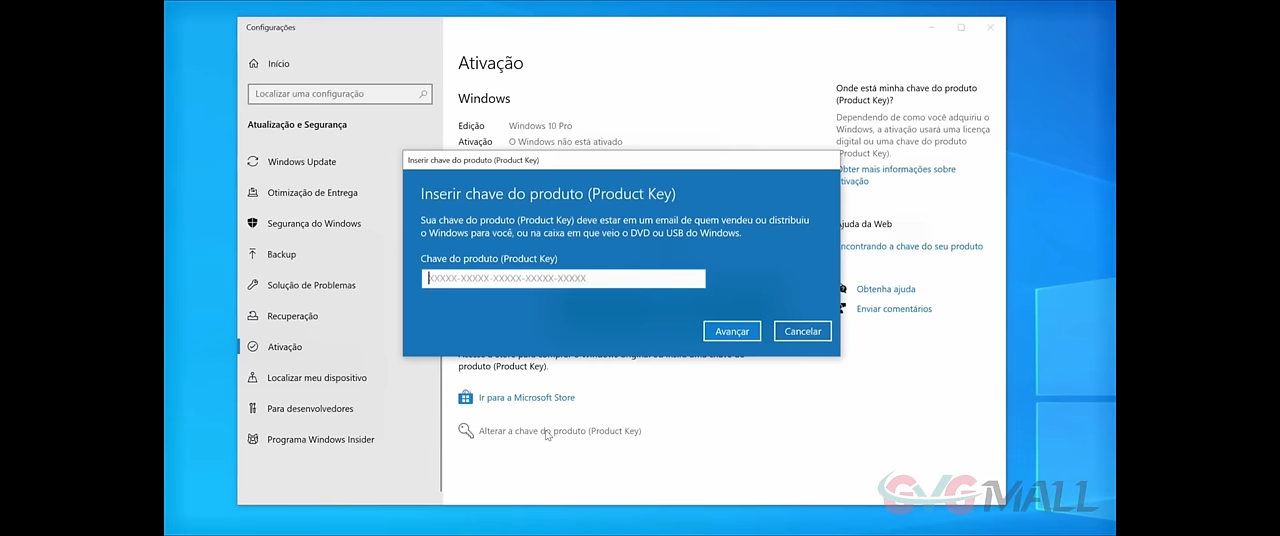 Configurações
Início
Localizar uma configuração
Atualização e Segurança
Windows Update
Otimização de Entrega
Segurança do Windows
Backup
Solução de Problemas
Recuperação
Ativação
Localizar meu dispositivo
Para desenvolvedores
Programa Windows Insider
Ativação
Windows
Edição Windows 10 Pro
Ativação O Windows não está ativado
Inserir chave do produto (Product Key)
Inserir chave do produto (Product Key)
Sua chave do produto (Product Key) deve estar em um email de quem vendeu ou distribuiu
o Windows para você, ou na caixa em que veio o DVD ou USB do Windows.
Chave do produto (Product Key)
XXXXX-XXXXX-XXXXX-XXXXX-XXXXX
Avançar Cancelar
produto (Product Key).
Ir para a Microsoft Store
Alterar a chave do produto (Product Key)
Onde está minha chave do produto
(Product Key)?
Dependendo de como você adquiriu o
Windows, a ativação usará uma licença
digital ou uma chave do produto
(Product Key).
Obter mais informações sobre
ativação
Ajuda da Web
Encontrando a chave do seu produto
Obtenha ajuda
Enviar comentários
GVGMALL